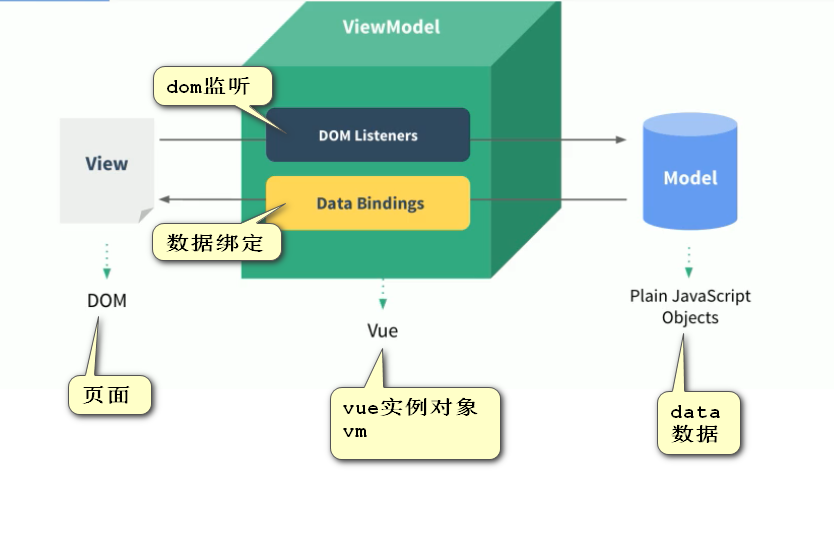 ViewModel
dom监听
DOM Listeners
View
Model
Data Bindings
数据绑定
DOM
Vue
Plain JavaScript
Objects
页面
vue实例对象
vm
data
数据